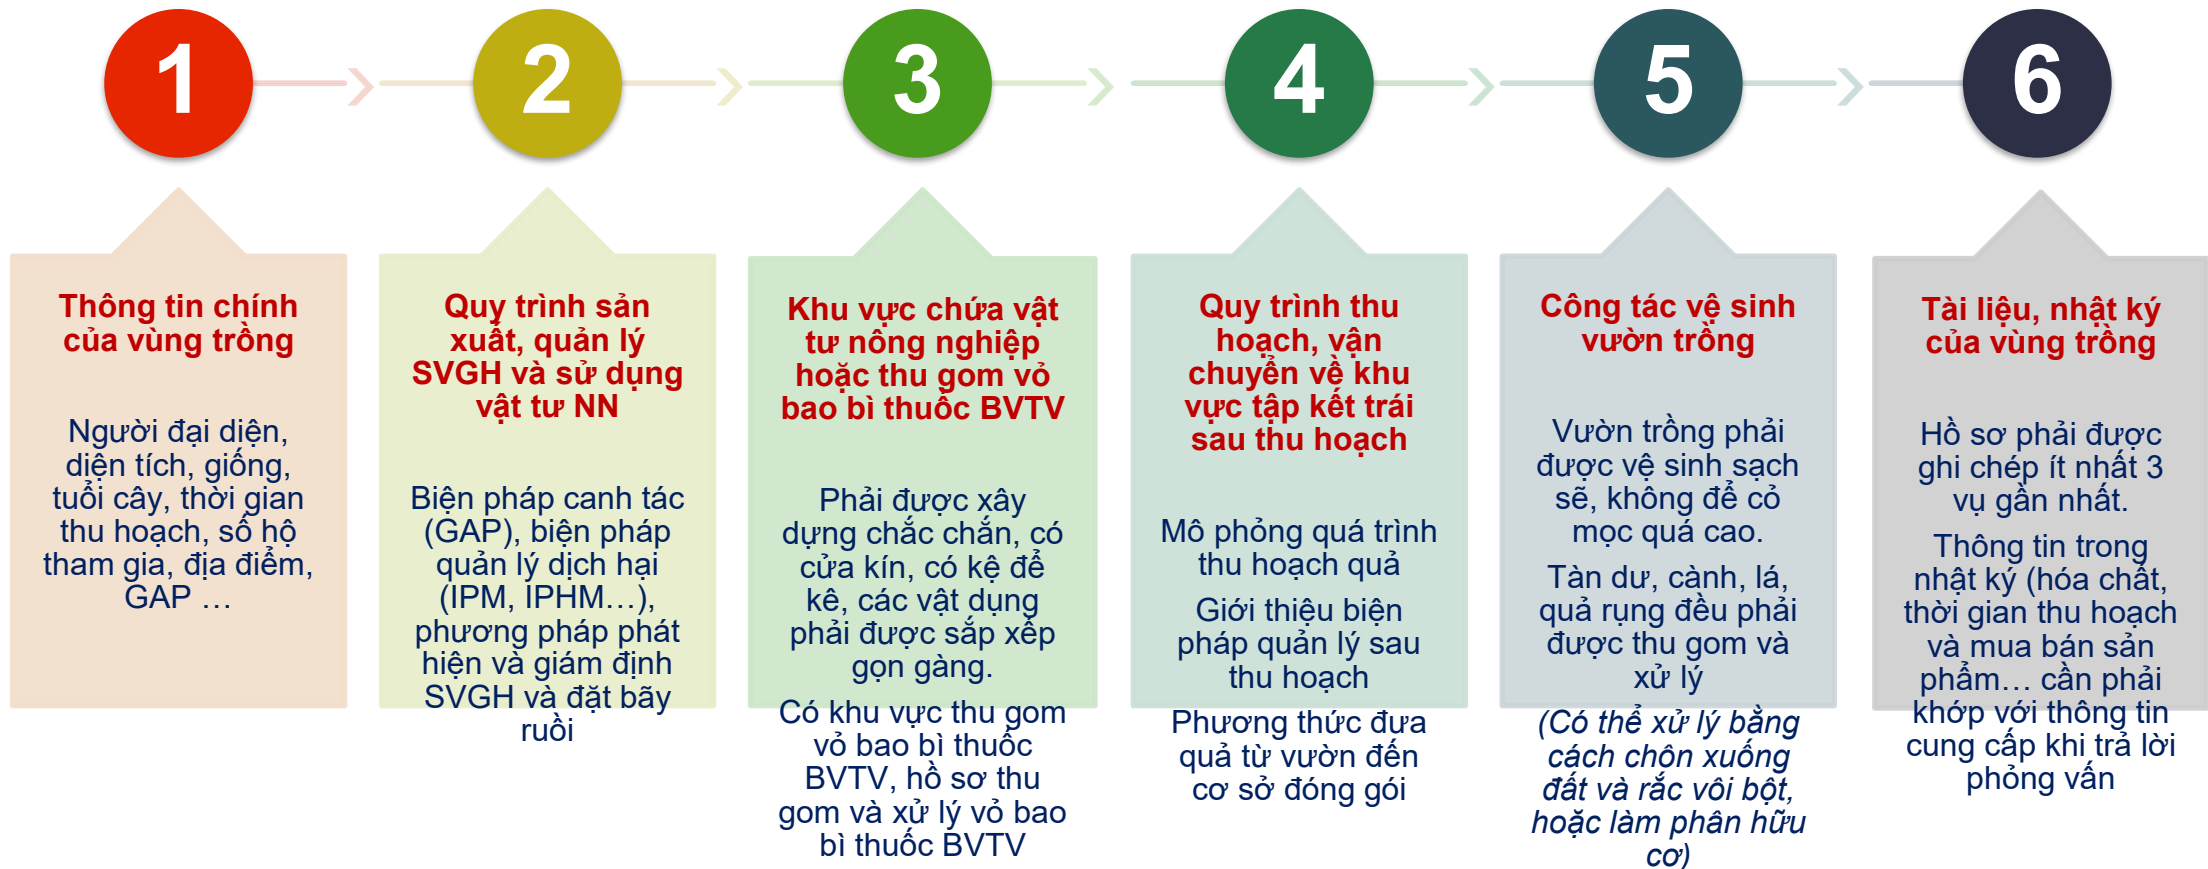 1
2
3
4
5
6
Thông tin chính
của vùng trồng
Người đại diện,
diện tích, giống,
tuổi cây, thời gian
thu hoạch, số hộ
tham gia, địa điểm,
GAP …
Quy trình sản
xuất, quản lý
SVGH và sử dụng
vật tư NN
Biện pháp canh tác
(GAP), biện pháp
quản lý dịch hại
(IPM, IPHM…),
phương pháp phát
hiện và giám định
SVGH và đặt bẫy
ruồi
Khu vực chứa vật
tư nông nghiệp
hoặc thu gom vỏ
bao bì thuốc BVTV
Phải được xây
dựng chắc chắn, có
cửa kín, có kệ để
kê, các vật dụng
phải được sắp xếp
gọn gàng.
Có khu vực thu gom
vỏ bao bì thuốc
BVTV, hồ sơ thu
gom và xử lý vỏ bao
bì thuốc BVTV
Quy trình thu
hoạch, vận
chuyển về khu
vực tập kết trái
sau thu hoạch
Mô phỏng quá trình
thu hoạch quả
Giới thiệu biện
pháp quản lý sau
thu hoạch
Phương thức đưa
quả từ vườn đến
cơ sở đóng gói
Công tác vệ sinh
vườn trồng
Vườn trồng phải
được vệ sinh sạch
sẽ, không để cỏ
mọc quá cao.
Tàn dư, cành, lá,
quả rụng đều phải
được thu gom và
xử lý
(Có thể xử lý bằng
cách chôn xuống
đất và rắc vôi bột,
hoặc làm phân hữu
cơ)
Tài liệu, nhật ký
của vùng trồng
Hồ sơ phải được
ghi chép ít nhất 3
vụ gần nhất.
Thông tin trong
nhật ký (hóa chất,
thời gian thu hoạch
và mua bán sản
phẩm… cần phải
khớp với thông tin
cung cấp khi trả lời
phỏng vấn